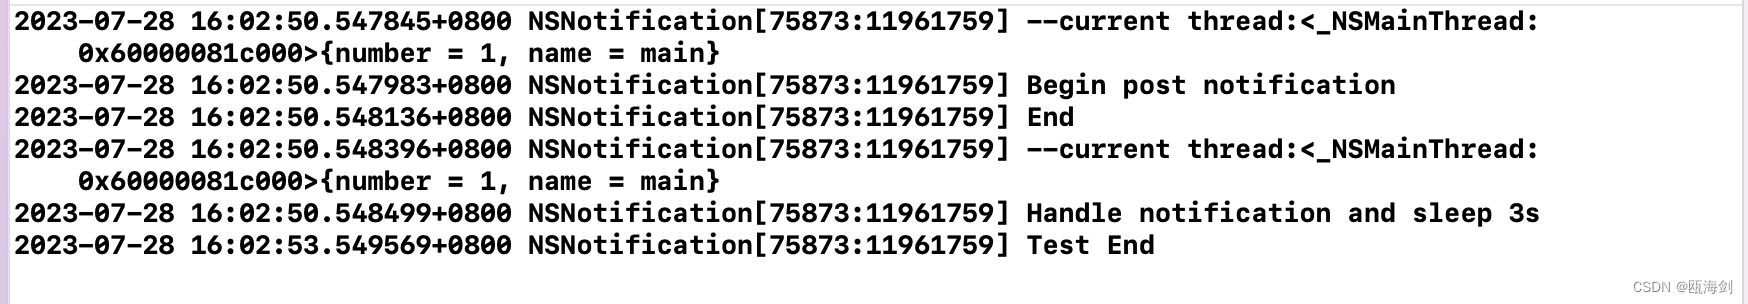 2023-07-28 16:02:50.547845+0800 NSNotification[75873:11961759] --current thread:<_NSMainThread:
0x60000081c000>{number = 1, name = main}
2023-07-28 16:02:50.547983+0800 NSNotification[75873:11961759] Begin post notification
2023-07-28 16:02:50.548136+0800 NSNotification[75873:11961759] End
2023-07-28 16:02:50.548396+0800 NSNotification[75873:11961759] --current thread:<_NSMainThread:
0x60000081c000>{number = 1, name = main}
2023-07-28 16:02:50.548499+0800 NSNotification[75873:11961759] Handle notification and sleep 3s
2023-07-28 16:02:53.549569+0800 NSNotification[75873:11961759] Test End
CSDN @瓯海剑